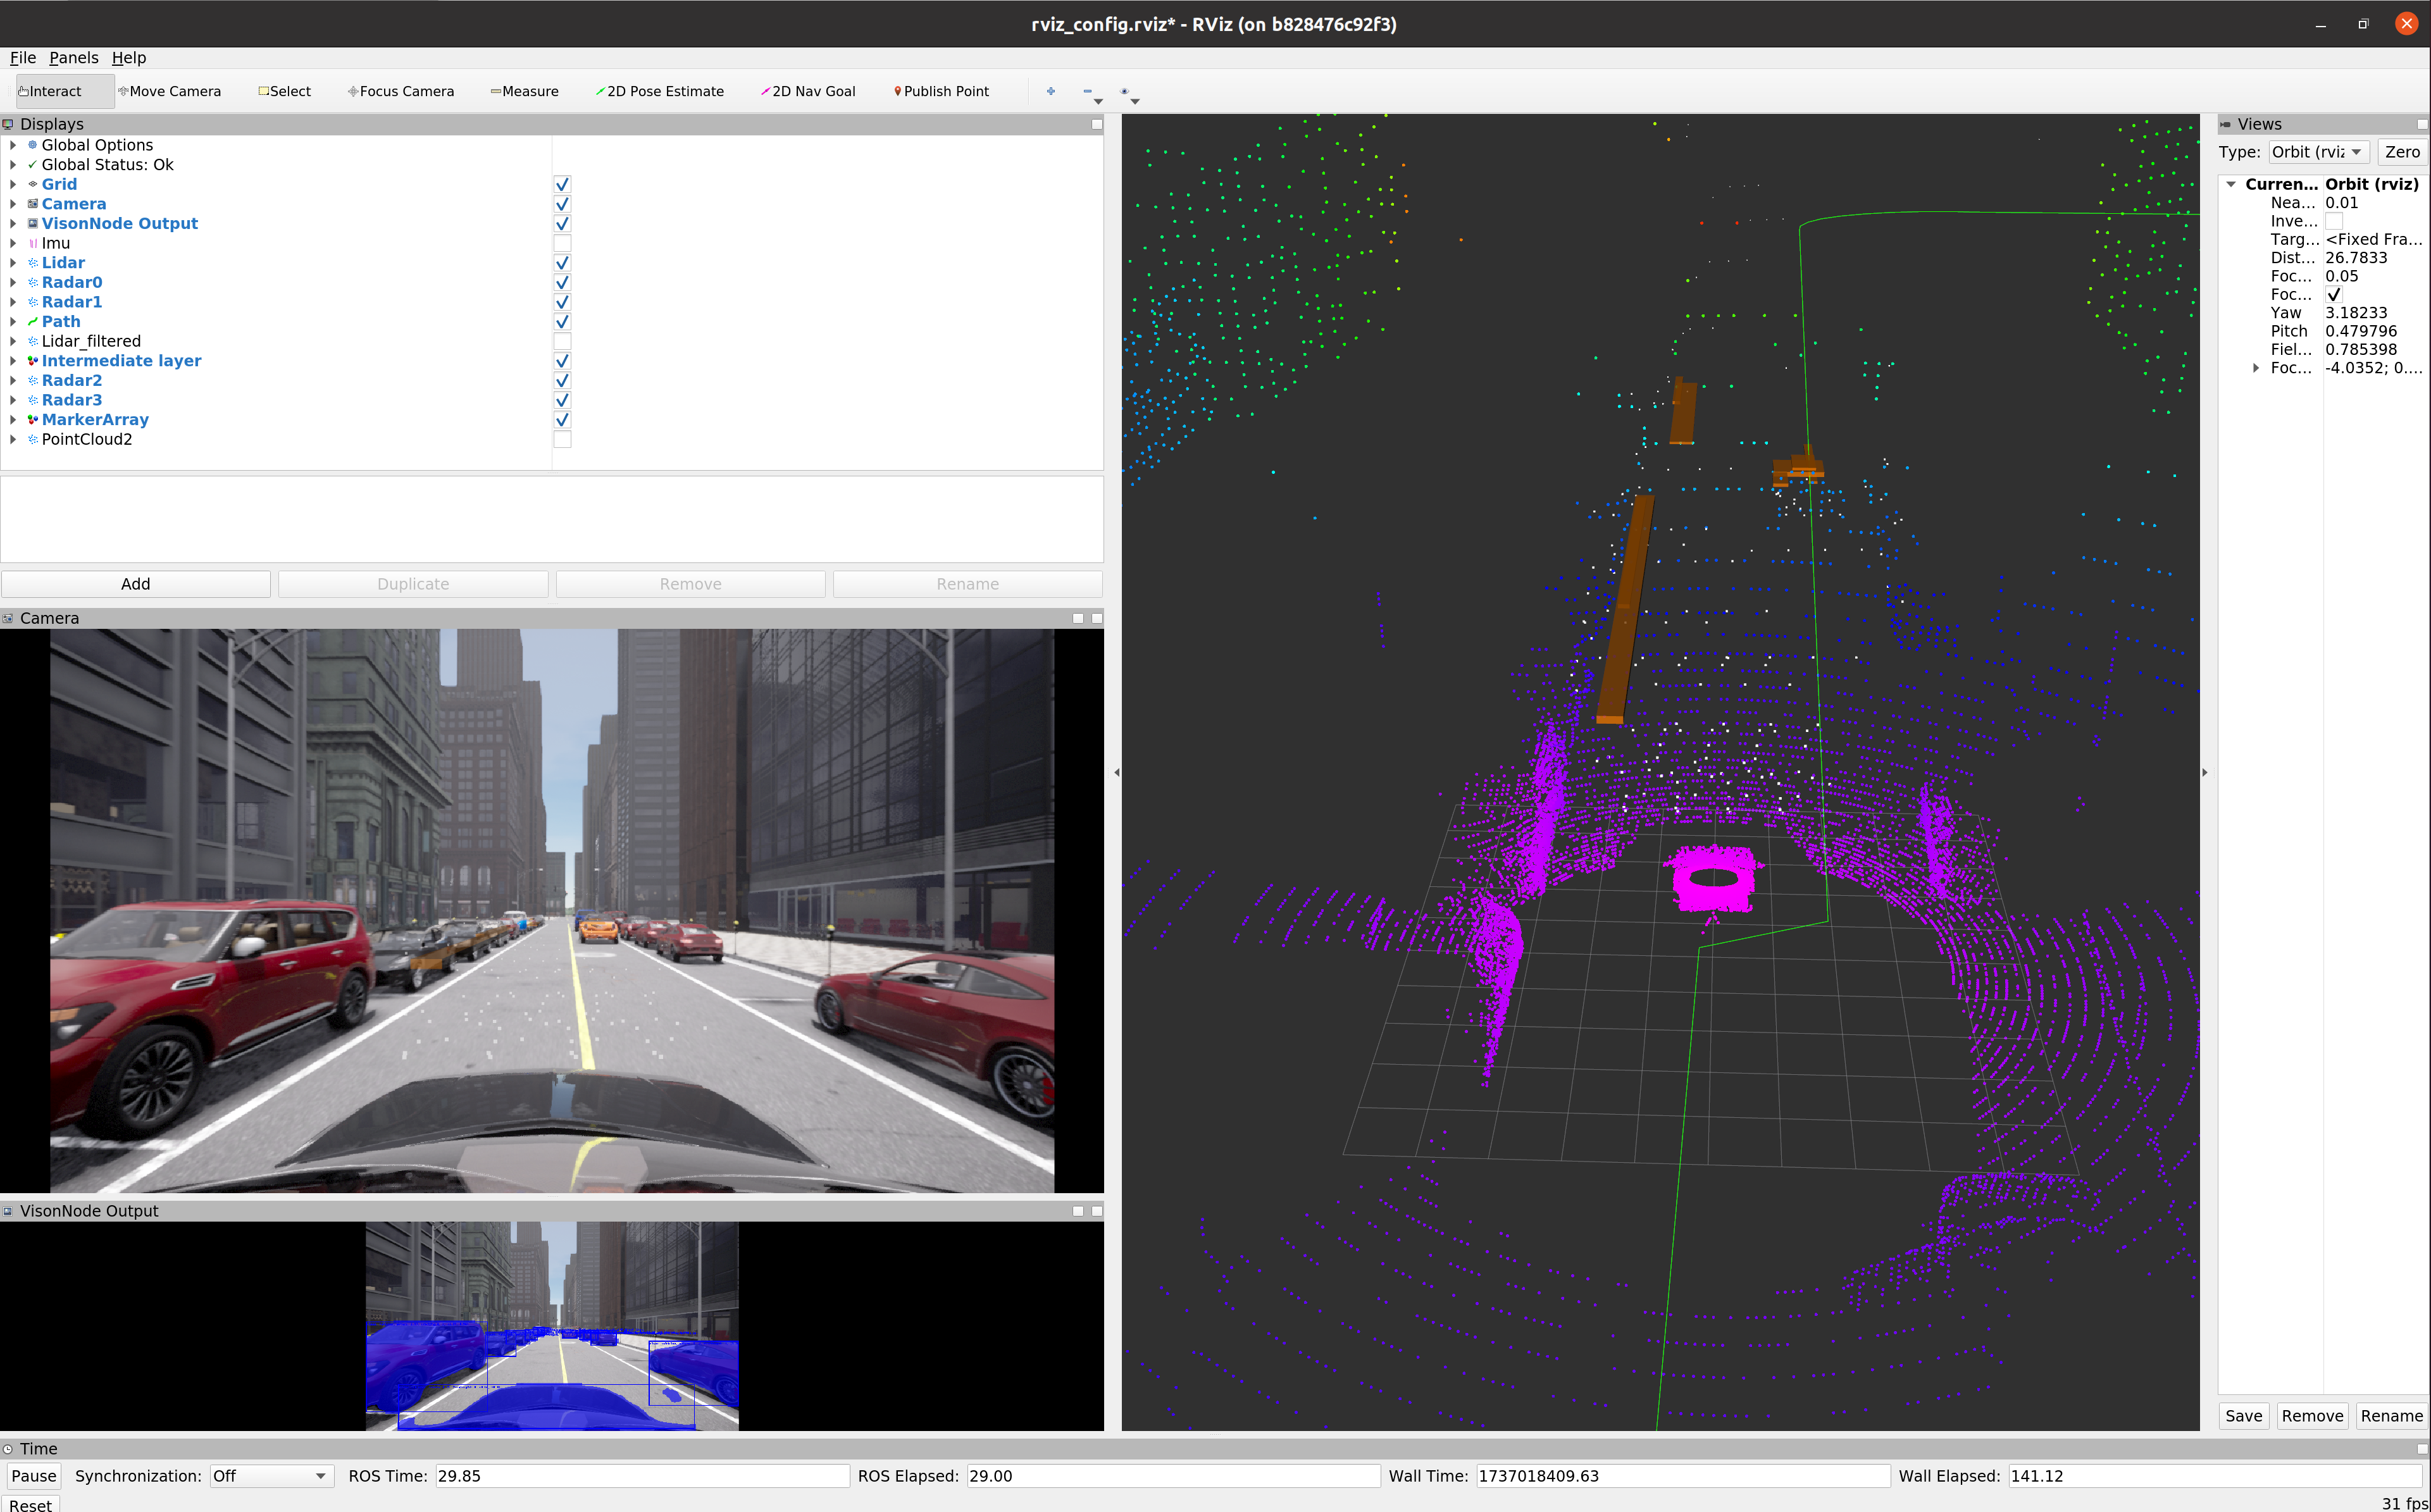 rviz_config.rviz* - RViz (on b828476c92f3)
File Panels Help
Interact Move Camera Select Focus Camera Measure 2D Pose Estimate 2D Nav Goal Publish Point
Displays
Global Options
Global Status: Ok
Grid
Camera
VisonNode Output
Imu
Lidar
Radar0
Radar1
Path
Lidar_filtered
Intermediate layer
Radar2
Radar3
MarkerArray
PointCloud2
Add Duplicate Remove Rename
Camera
VisonNode Output
Views
Type: Orbit (rviz Zero
Curren... Orbit (rviz)
Nea... 0.01
Inve...
Targ... <Fixed Fra...
Dist... 26.7833
Foc... 0.05
Foc...
Yaw 3.18233
Pitch 0.479796
Fiel... 0.785398
Foc... -4.0352; 0....
Save Remove Rename
Time
Pause Synchronization: Off ROS Time: 29.85 ROS Elapsed: 29.00 Wall Time: 1737018409.63 Wall Elapsed: 141.12
Reset 31 fps